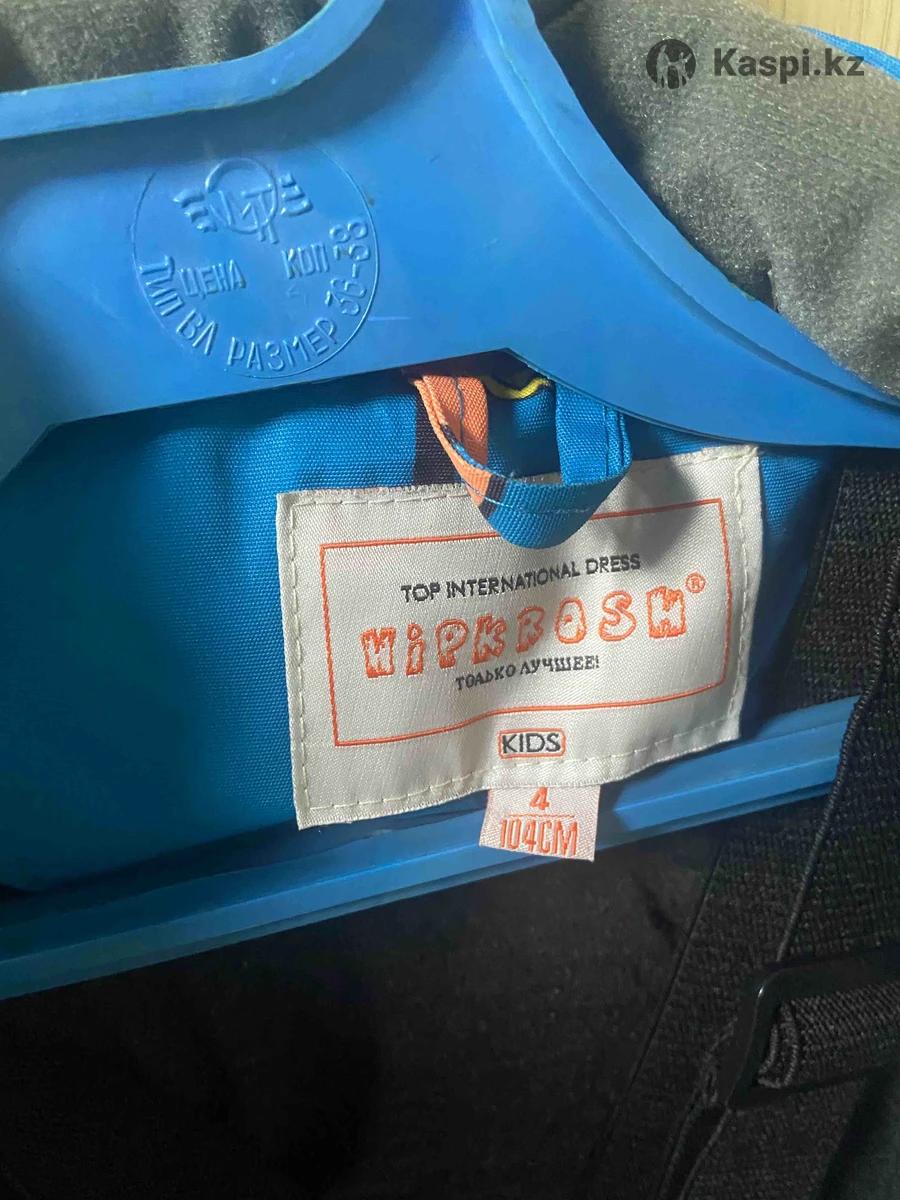 Kaspi.kz
ЦЕНА КОП
ТИП ВЛ РАЗМЕР 36-38
TOP INTERNATIONAL DRESS
HiPKROSH®
ТОЛЬКО ЛУЧШЕЕ!
KIDS
4
104CM